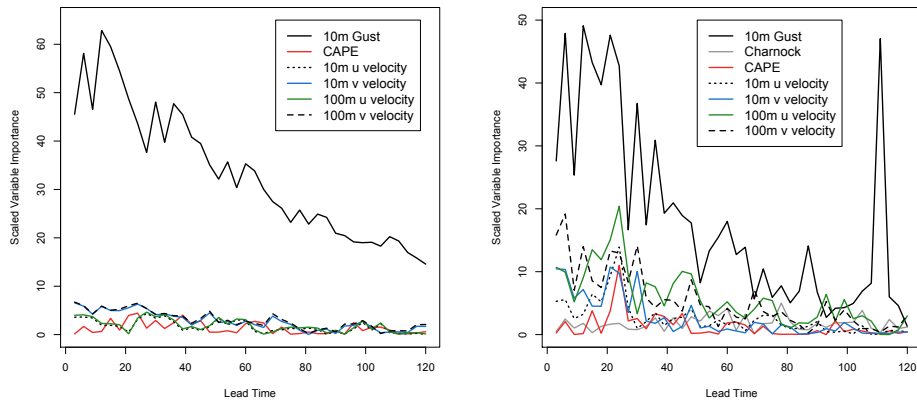 Scaled Variable Importance
60
50
40
30
20
10
0
10m Gust
CAPE
10m u velocity
10m v velocity
100m u velocity
100m v velocity
0 20 40 60 80 100 120
Lead Time
Scaled Variable Importance
50
40
30
20
10
0
10m Gust
Charnock
CAPE
10m u velocity
10m v velocity
100m u velocity
100m v velocity
0 20 40 60 80 100 120
Lead Time